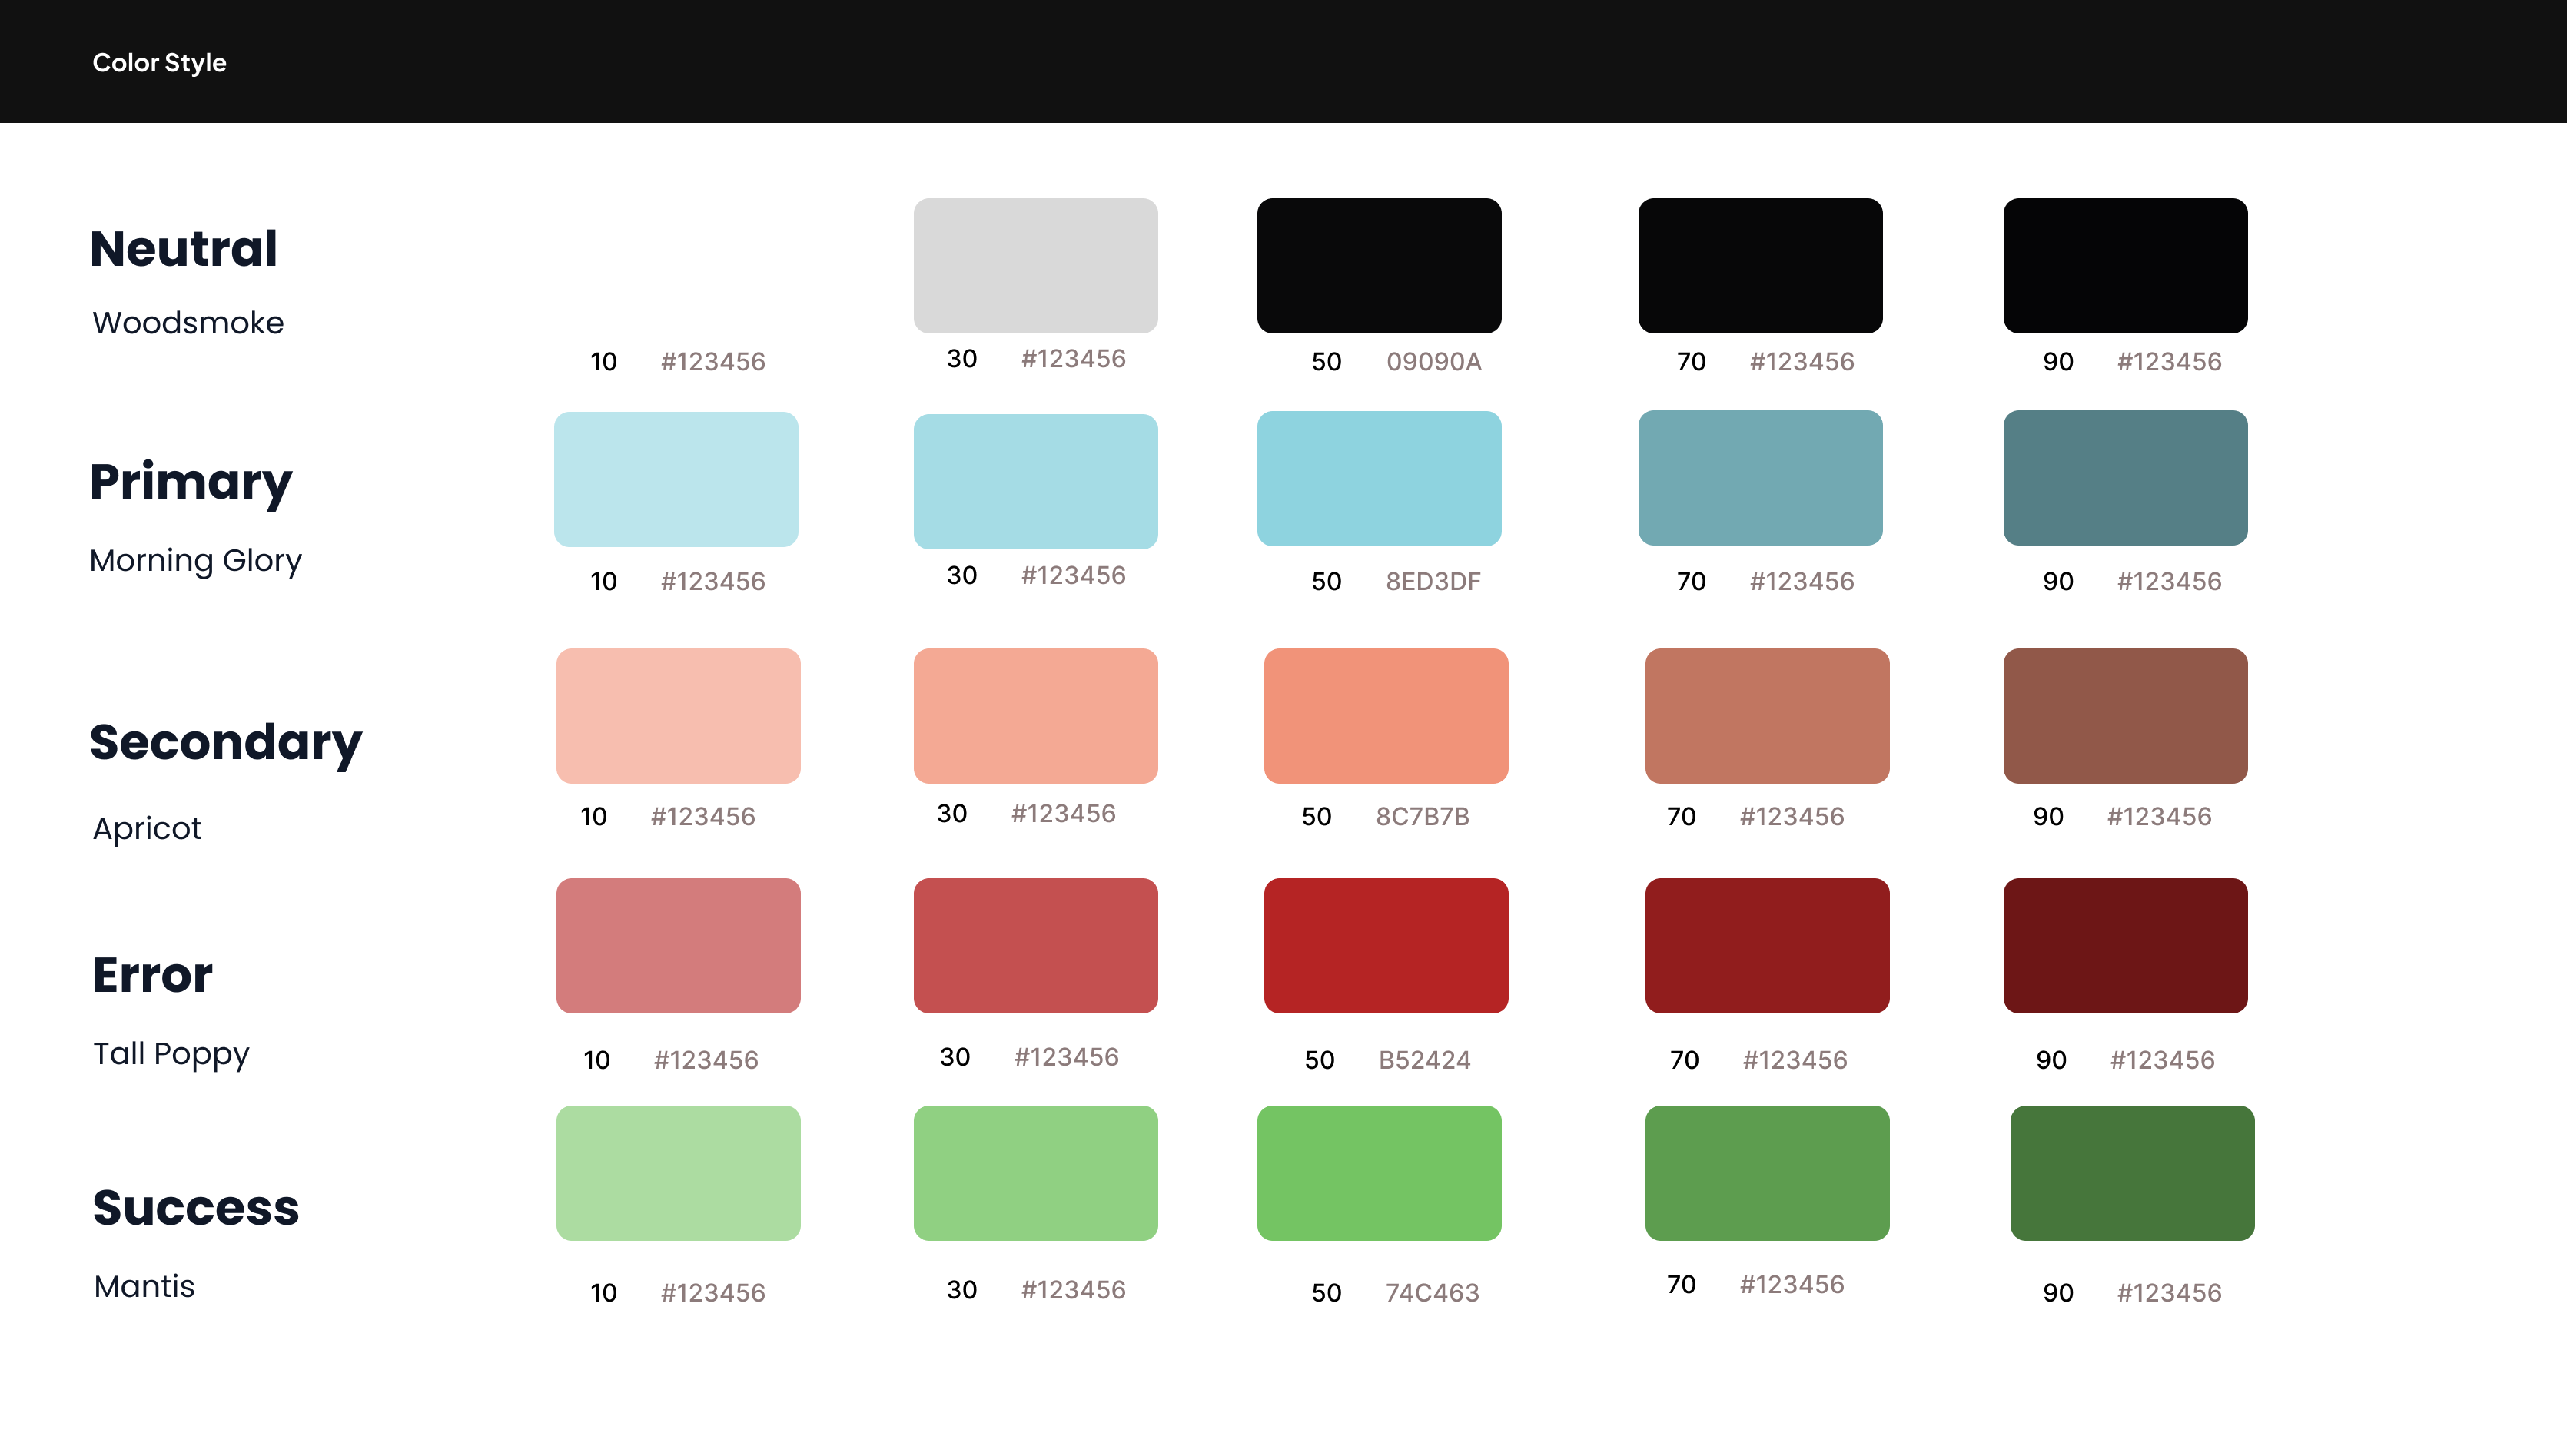 Color Style
Neutral
Woodsmoke
10 #123456 30 #123456 50 09090A 70 #123456 90 #123456
Primary
Morning Glory
10 #123456 30 #123456 50 8ED3DF 70 #123456 90 #123456
Secondary
Apricot
10 #123456 30 #123456 50 8C7B7B 70 #123456 90 #123456
Error
Tall Poppy
10 #123456 30 #123456 50 B52424 70 #123456 90 #123456
Success
Mantis
10 #123456 30 #123456 50 74C463 70 #123456 90 #123456